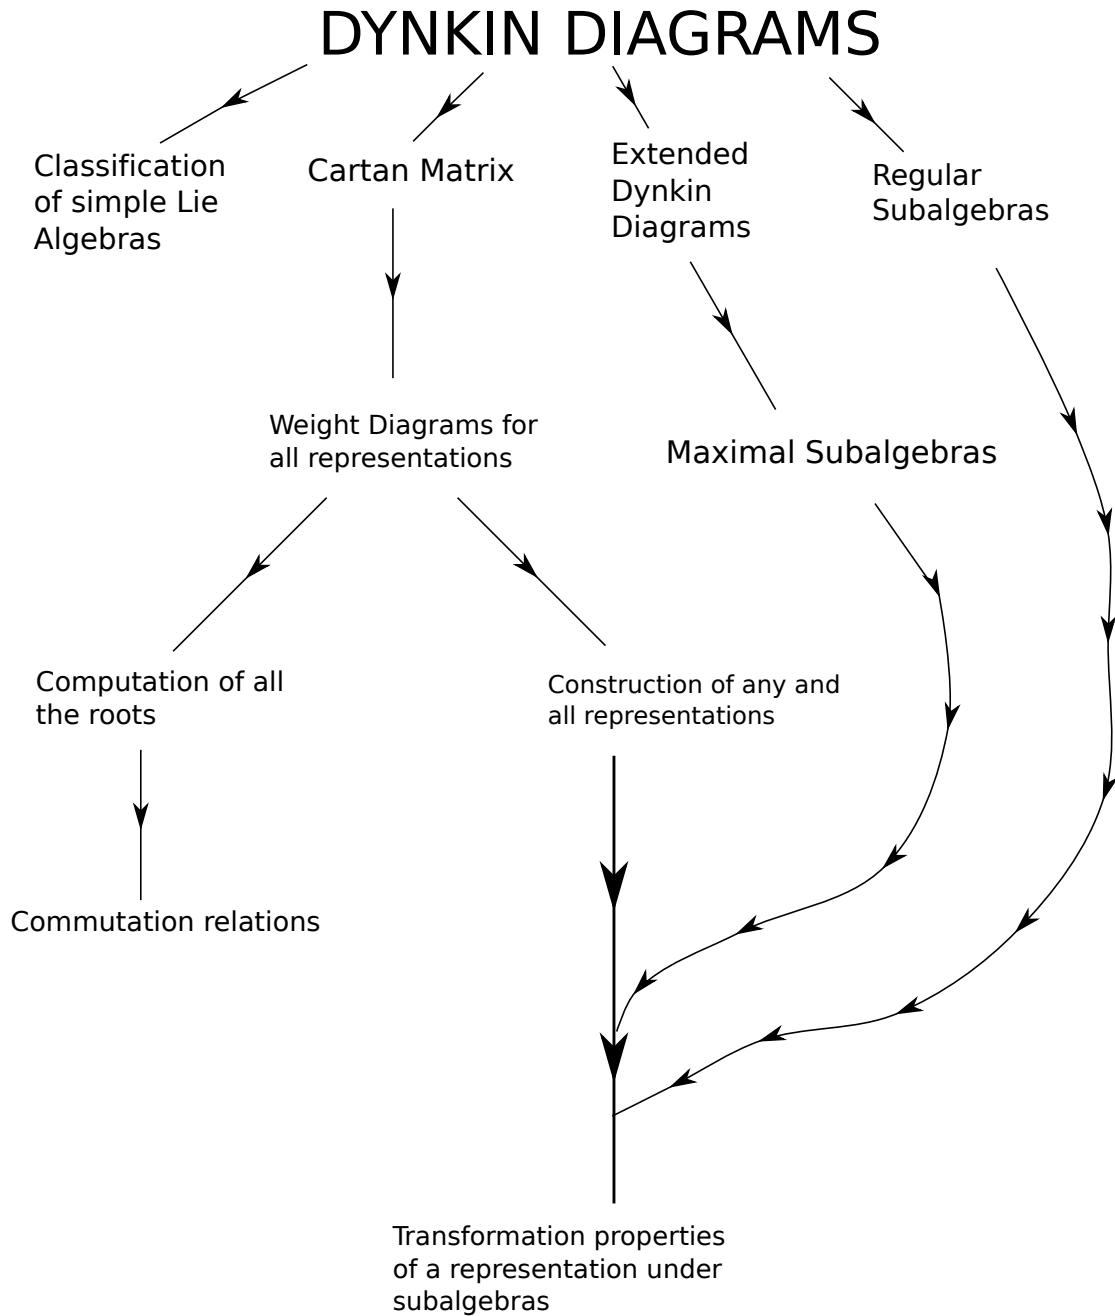 DYNKIN DIAGRAMS
Classification
of simple Lie
Algebras
Cartan Matrix
Extended
Dynkin
Diagrams
Regular
Subalgebras
Weight Diagrams for
all representations
Maximal Subalgebras
Computation of all
the roots
Construction of any and
all representations
Commutation relations
Transformation properties
of a representation under
subalgebras